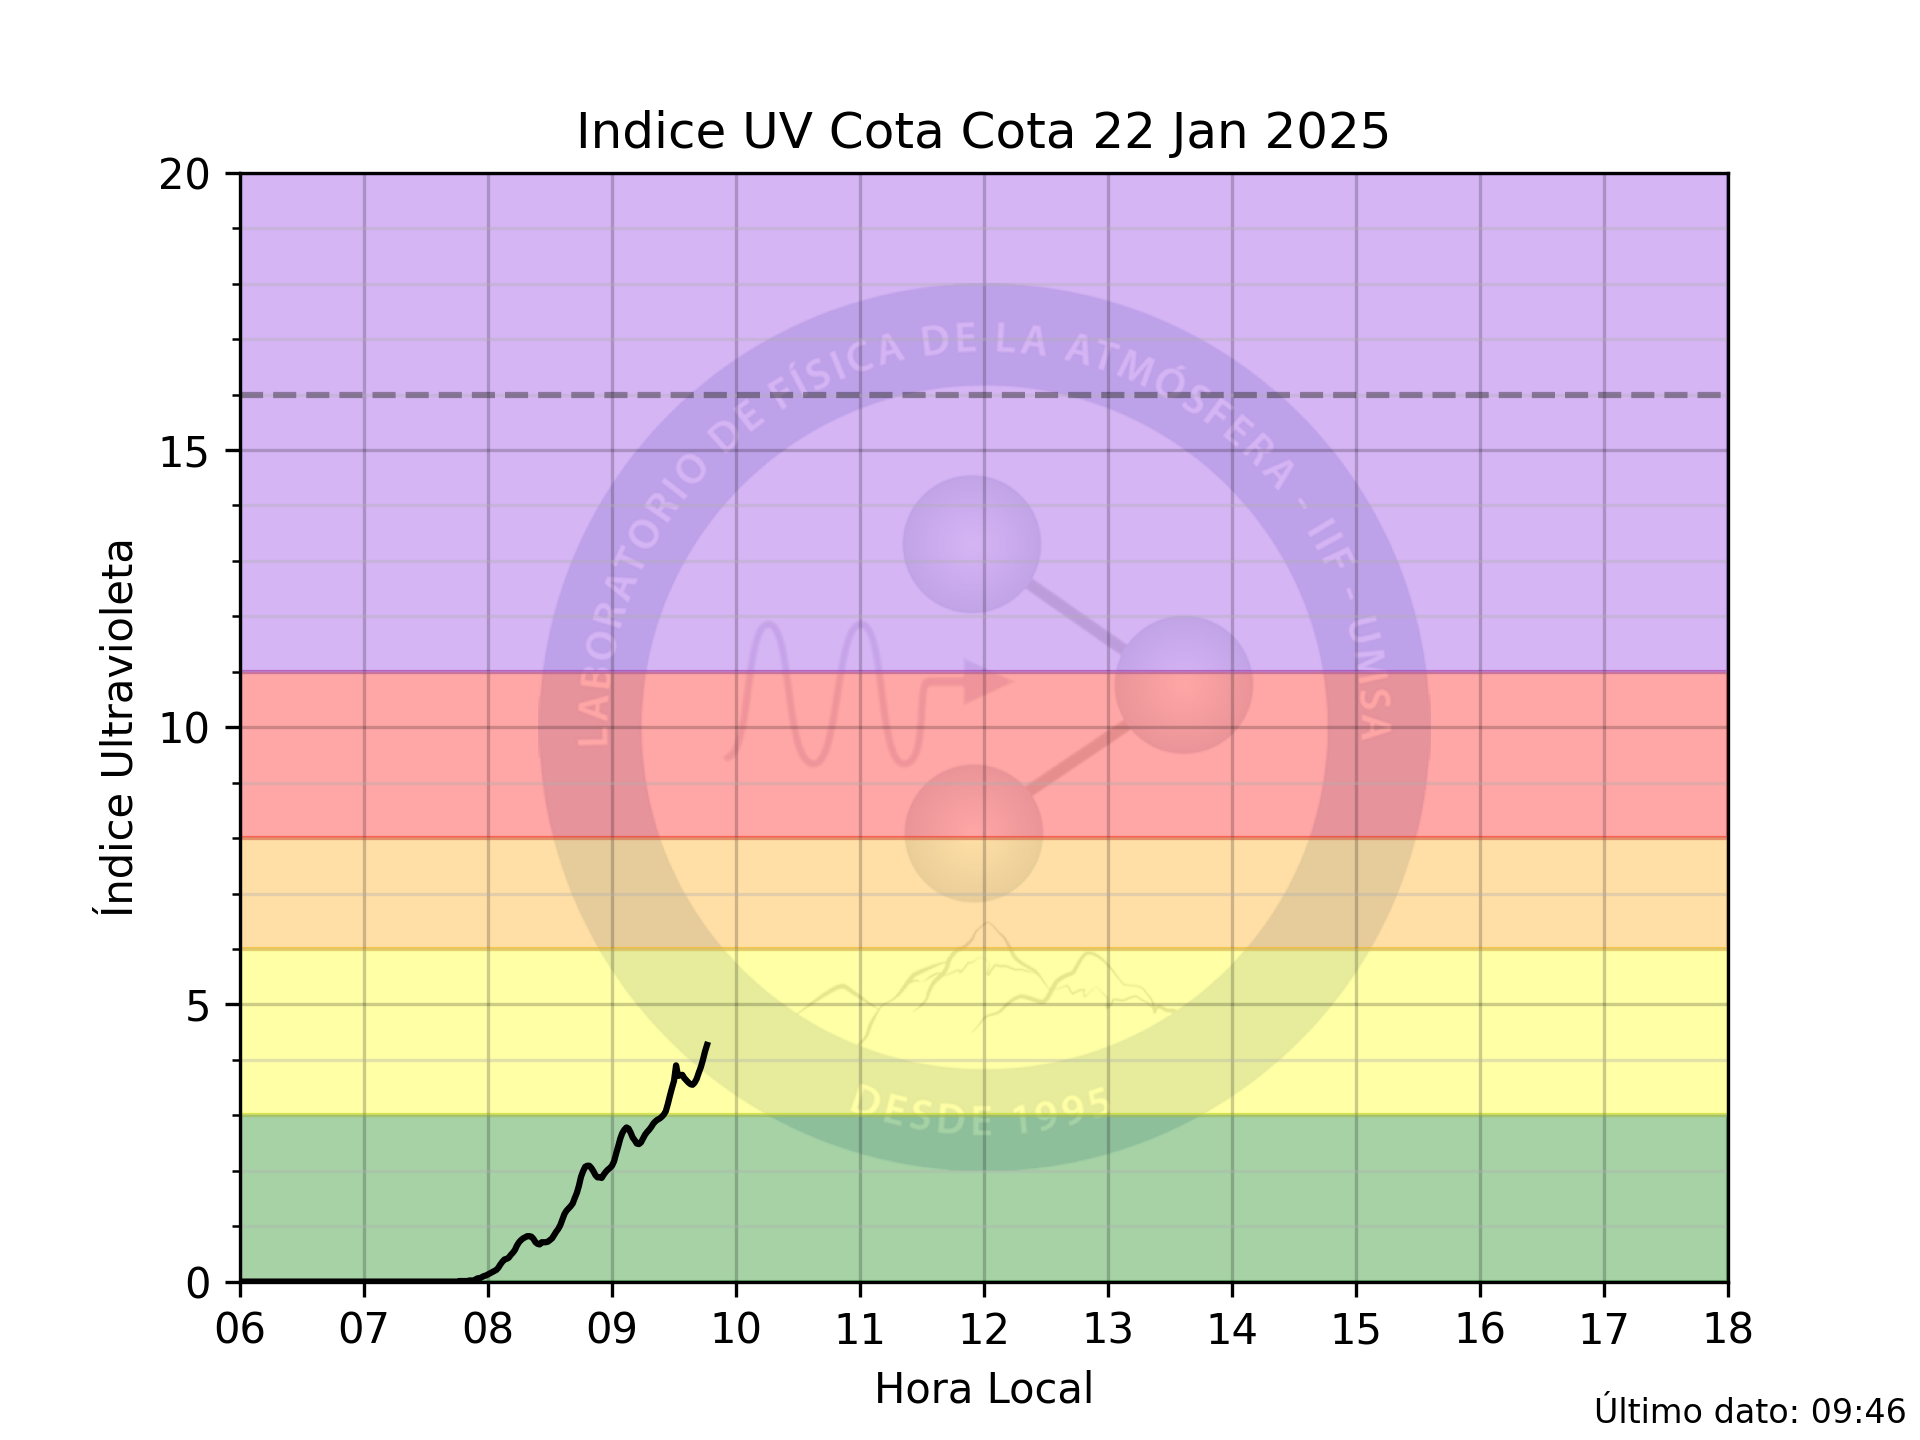 Indice UV Cota Cota 22 Jan 2025
20
15
10
5
0
Índice Ultravioleta
LABORATORIO DE FÍSICA DE LA ATMÓSFERA - IIF - UMSA
DESDE 1995
06 07 08 09 10 11 12 13 14 15 16 17 18
Hora Local
Último dato: 09:46